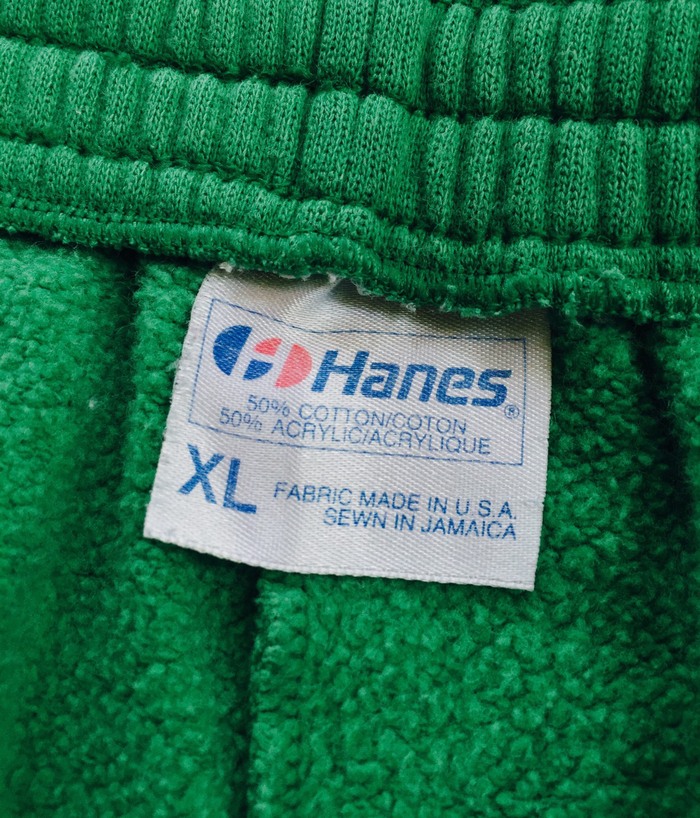 Hanes®
50% COTTON/COTON
50% ACRYLIC/ACRYLIQUE
XL
FABRIC MADE IN U.S.A.
SEWN IN JAMAICA